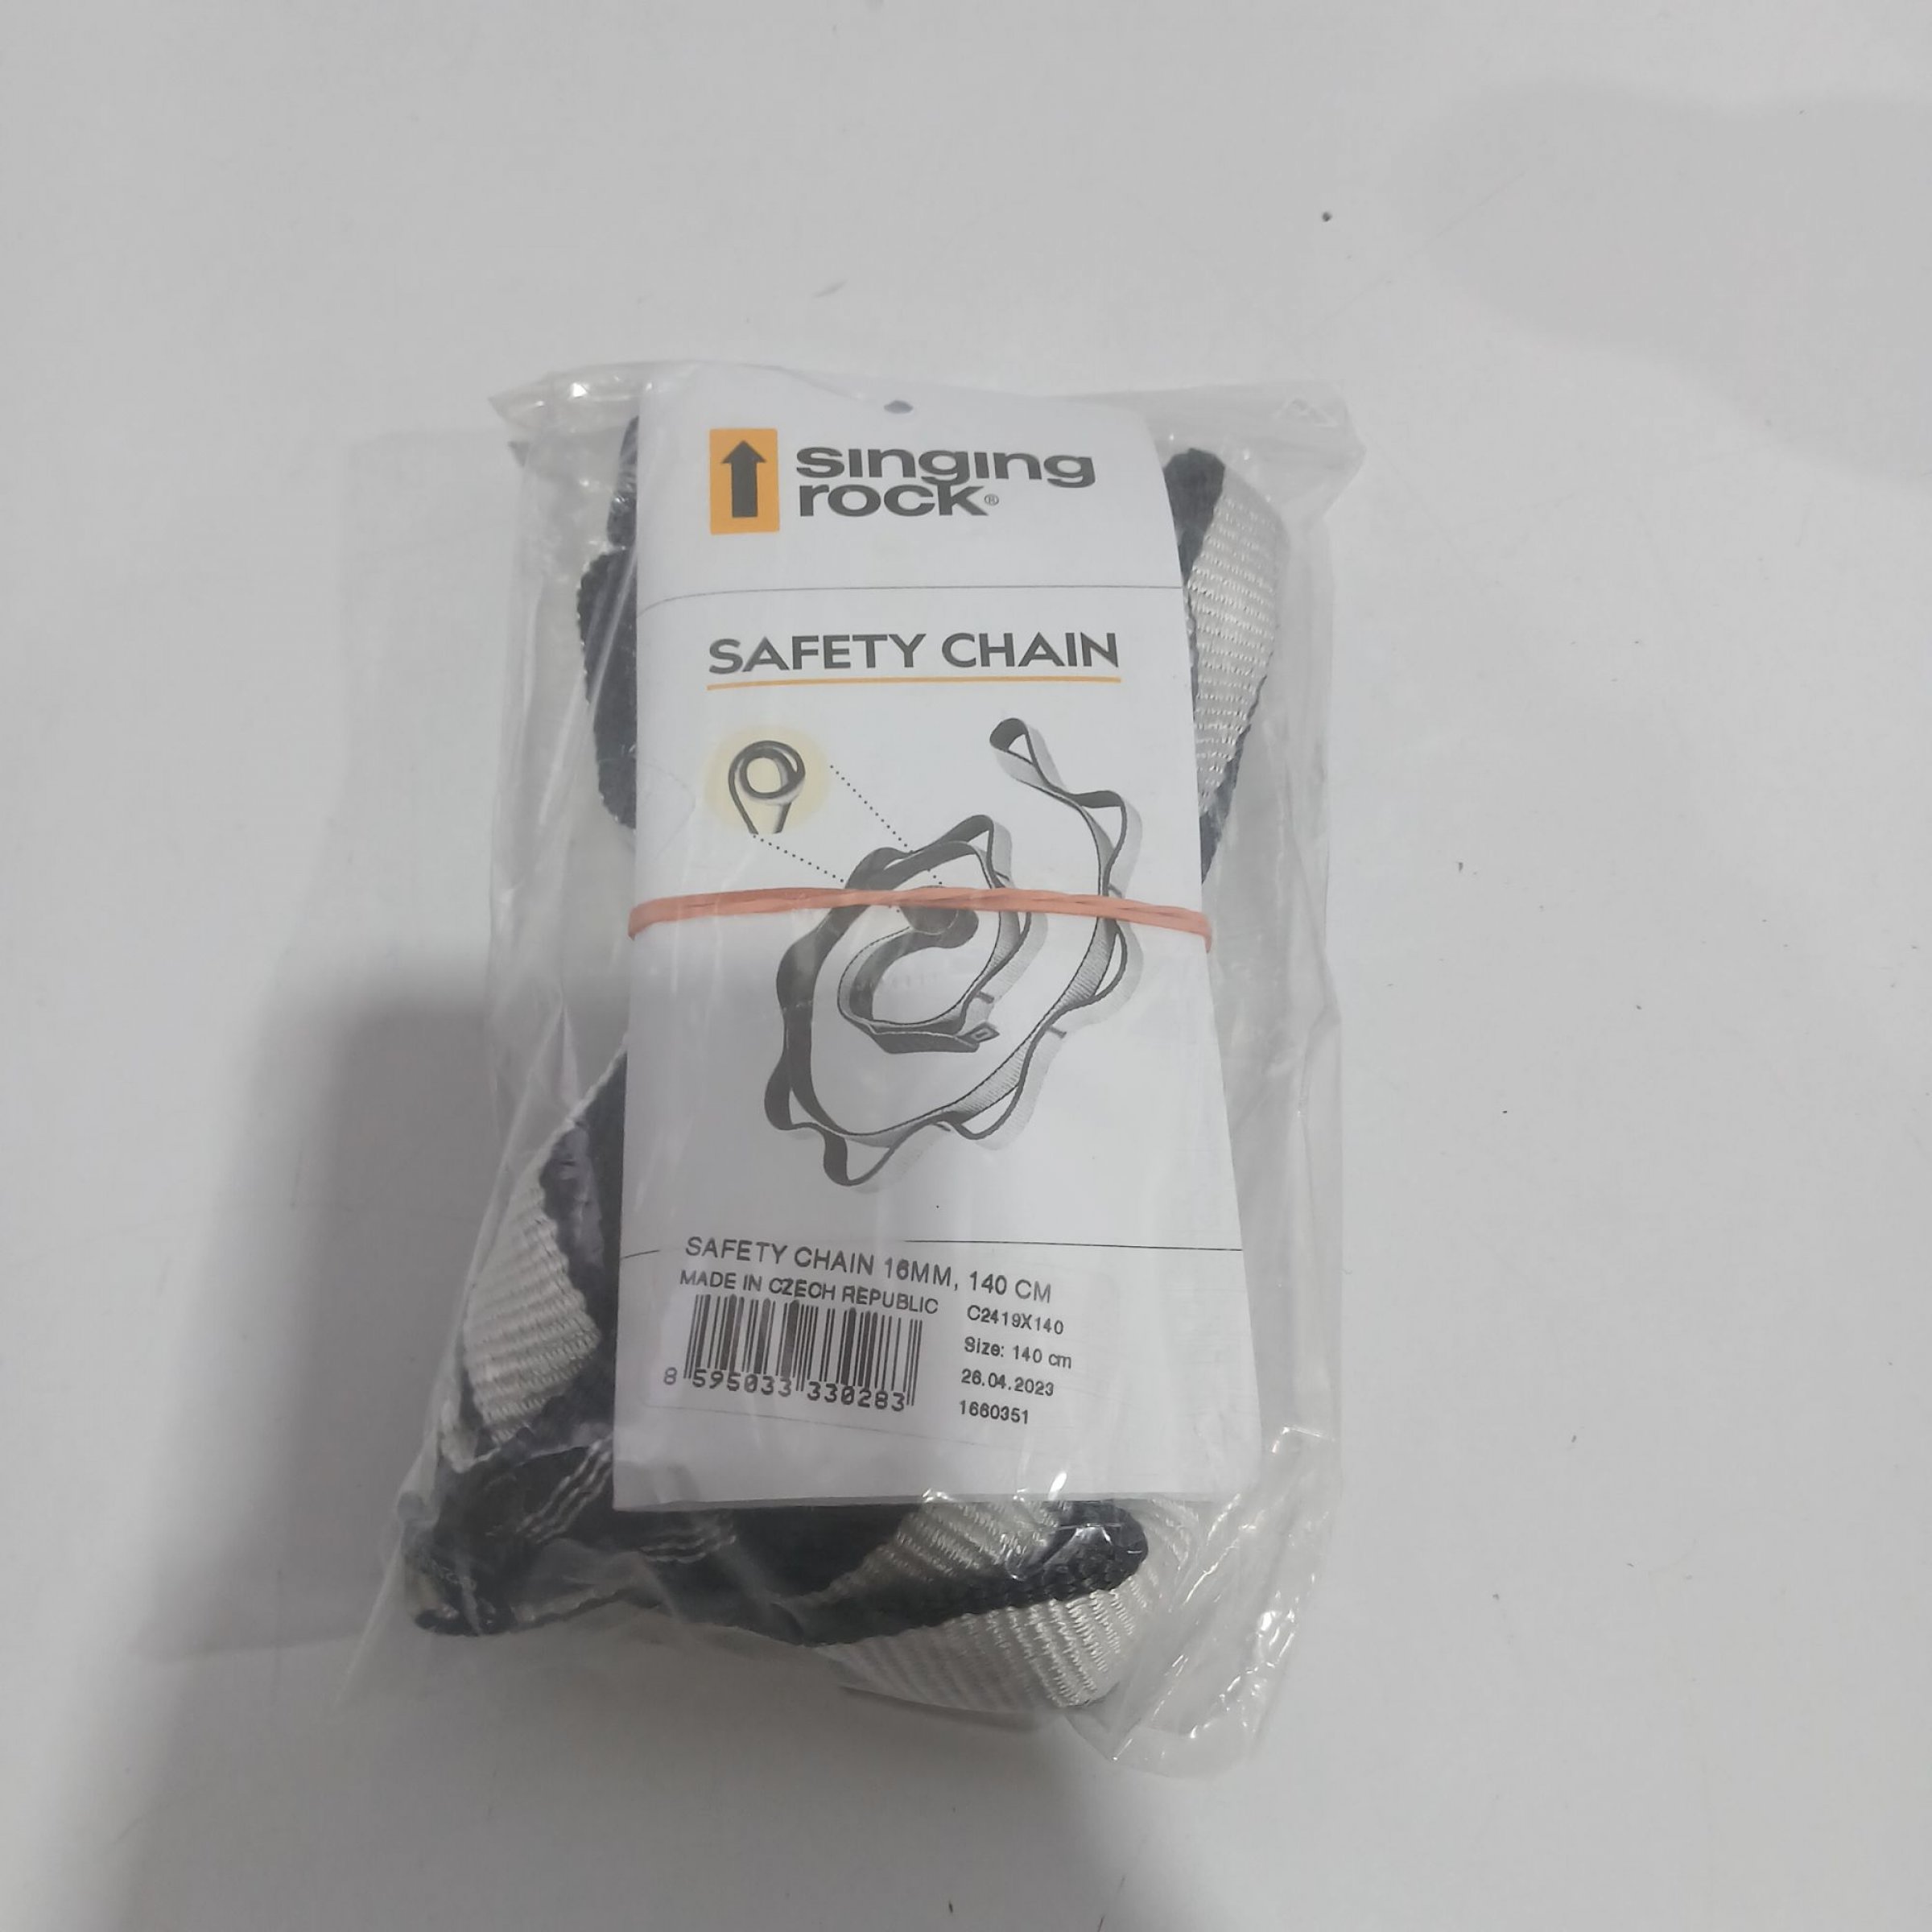 singing
rock®
SAFETY CHAIN
SAFETY CHAIN 16MM, 140 CM
MADE IN CZECH REPUBLIC
C2419X140
Size: 140 cm
26.04.2023
1660351
8 595033 330283